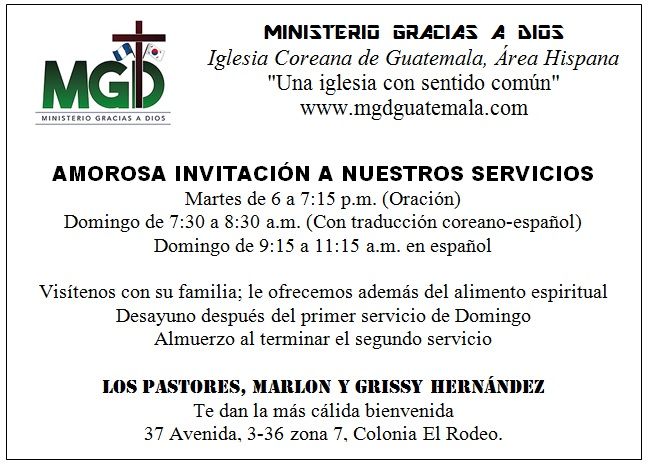 MGD
MINISTERIO GRACIAS A DIOS
MINISTERIO GRACIAS A DIOS
Iglesia Coreana de Guatemala, Área Hispana
"Una iglesia con sentido común"
www.mgdguatemala.com
AMOROSA INVITACIÓN A NUESTROS SERVICIOS
Martes de 6 a 7:15 p.m. (Oración)
Domingo de 7:30 a 8:30 a.m. (Con traducción coreano-español)
Domingo de 9:15 a 11:15 a.m. en español
Visítenos con su familia; le ofrecemos además del alimento espiritual
Desayuno después del primer servicio de Domingo
Almuerzo al terminar el segundo servicio
LOS PASTORES, MARLON Y GRISSY HERNÁNDEZ
Te dan la más cálida bienvenida
37 Avenida, 3-36 zona 7, Colonia El Rodeo.